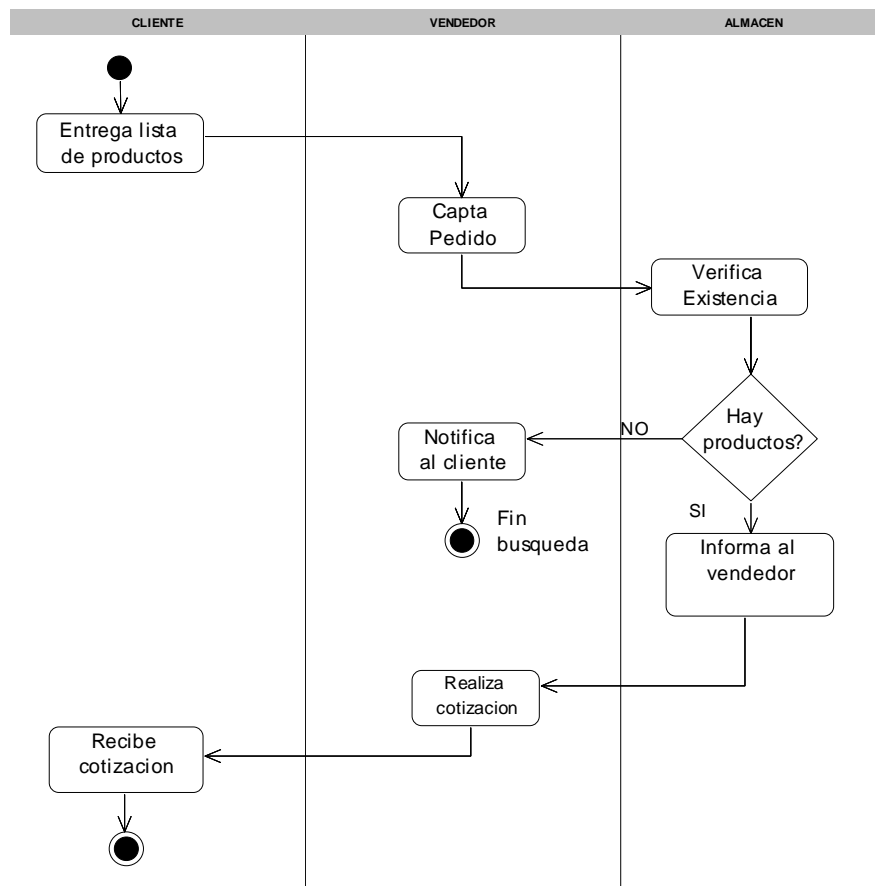 CLIENTE
VENDEDOR
ALMACEN
Entrega lista
de productos
Capta
Pedido
Verifica
Existencia
Hay
productos?
NO
Notifica
al cliente
SI
Fin
busqueda
Informa al
vendedor
Realiza
cotizacion
Recibe
cotizacion